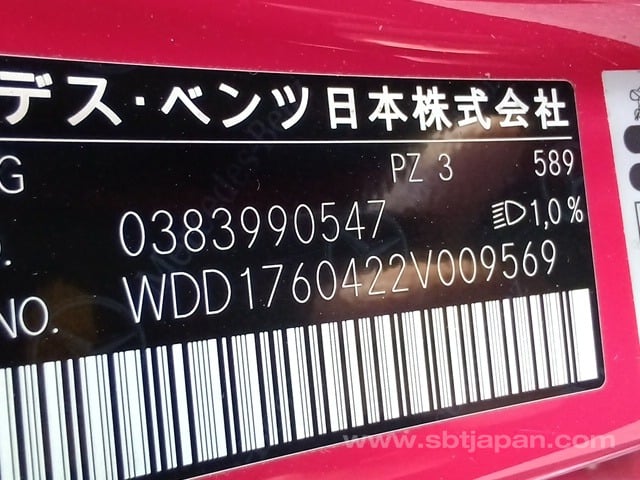 デス・ベンツ日本株式会社
G PZ 3 589
0383990547 1,0%
NO. WDD1760422V009569
www.sbtjapan.com